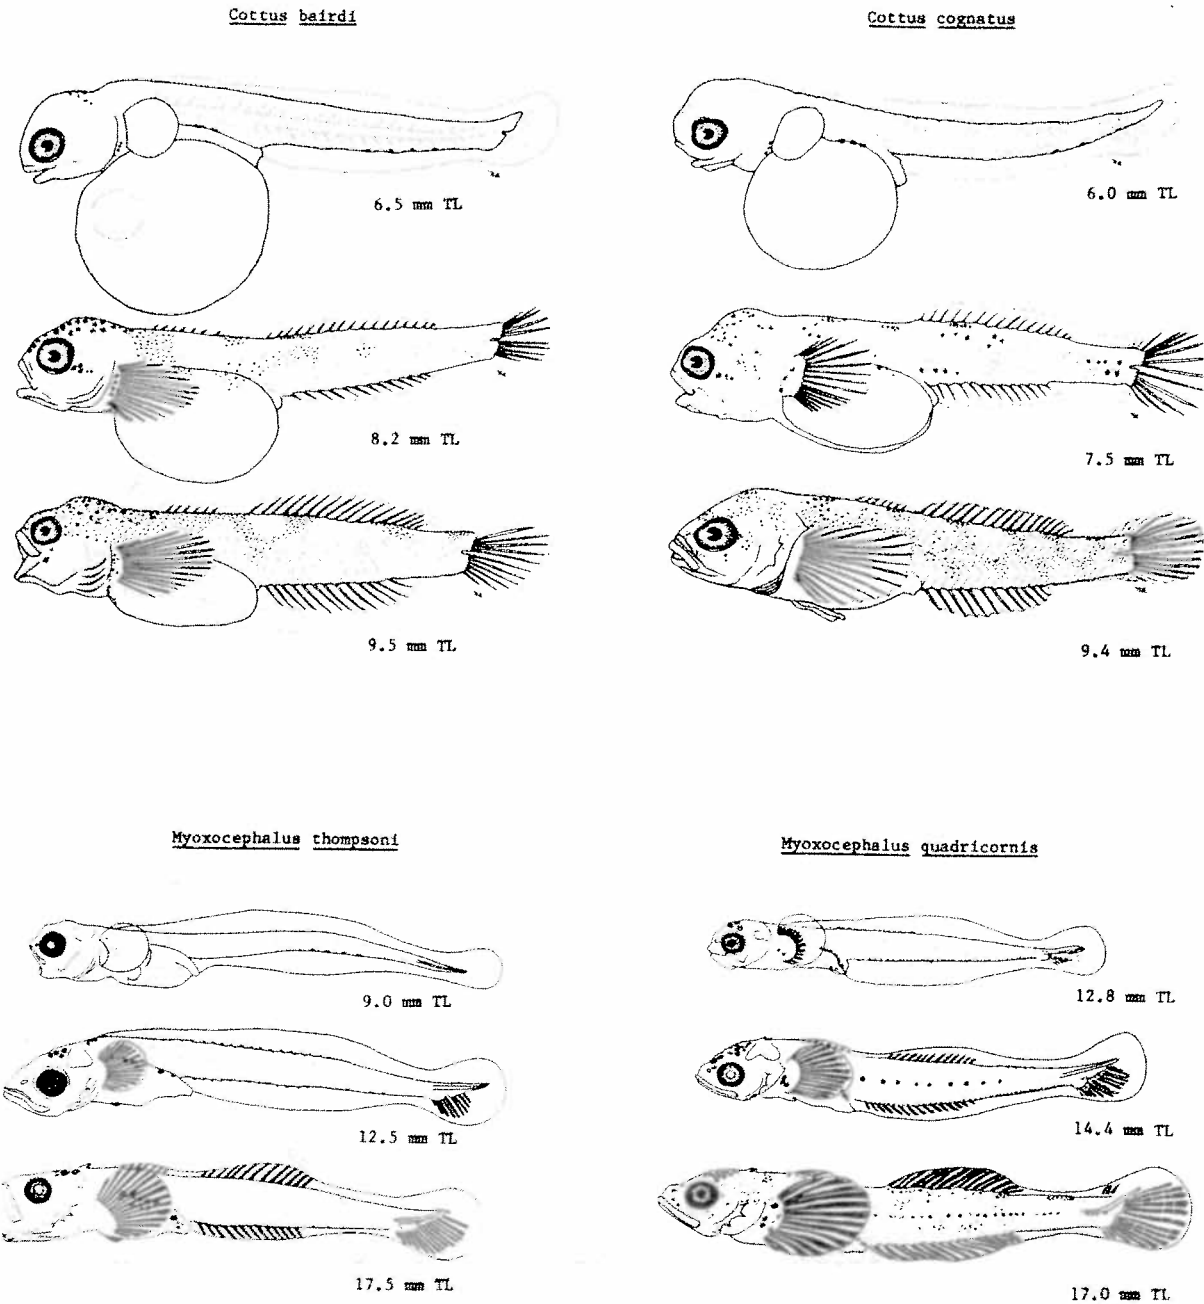 Cottus bairdi
Cottus cognatus
6.5 mm TL
6.0 mm TL
8.2 mm TL
7.5 mm TL
9.5 mm TL
9.4 mm TL
Myoxocephalus thompsoni
Myoxocephalus quadricornis
9.0 mm TL
12.8 mm TL
12.5 mm TL
14.4 mm TL
17.5 mm TL
17.0 mm TL